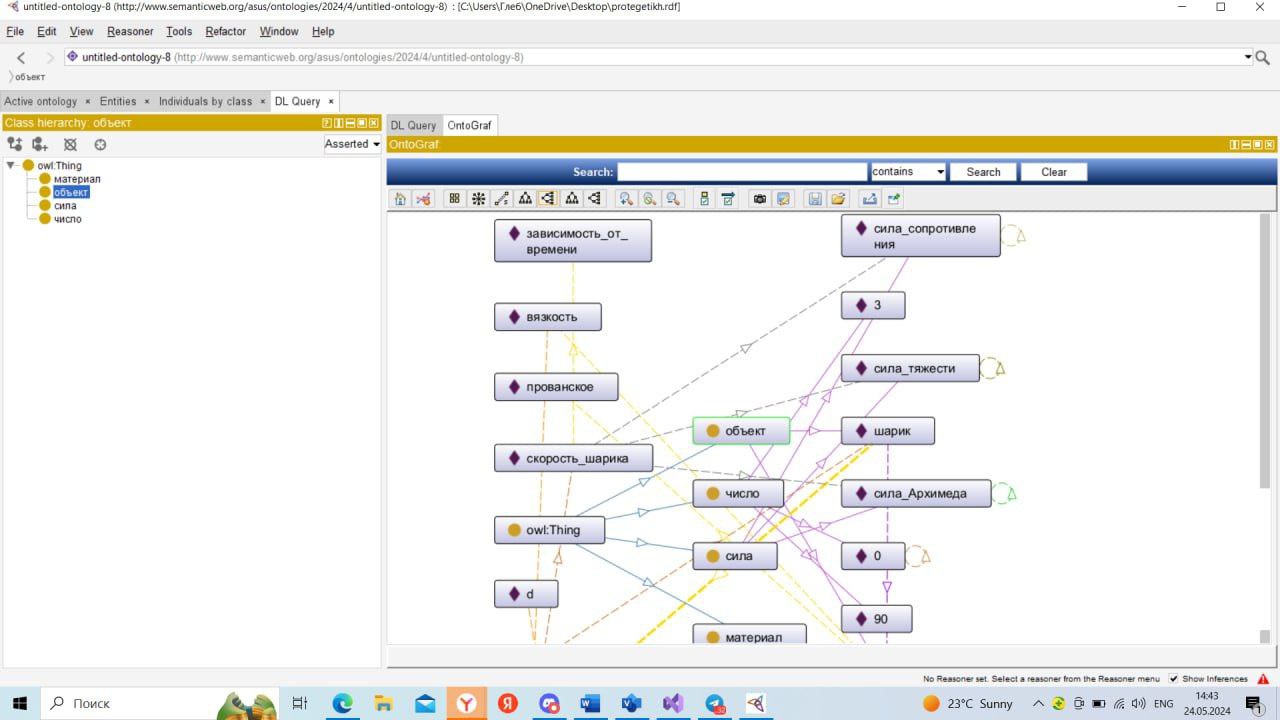 untitled-ontology-8 (http://www.semanticweb.org/asus/ontologies/2024/4/untitled-ontology-8) : [C:\Users\Глеб\OneDrive\Desktop\protegetikh.rdf]
File Edit View Reasoner Tools Refactor Window Help
untitled-ontology-8 (http://www.semanticweb.org/asus/ontologies/2024/4/untitled-ontology-8)
объект
Active ontology × Entities × Individuals by class × DL Query ×
Class hierarchy: объект
Asserted
owl:Thing
материал
объект
сила
число
DL Query OntoGraf
OntoGraf:
Search: contains Search Clear
зависимость_от_
времени
вязкость
прованское
скорость_шарика
owl:Thing
d
объект
число
сила
материал
сила_сопротивле
ния
3
сила_тяжести
шарик
сила_Архимеда
0
90
No Reasoner set. Select a reasoner from the Reasoner menu Show Inferences
Поиск
23°C Sunny
ENG
14:43
24.05.2024